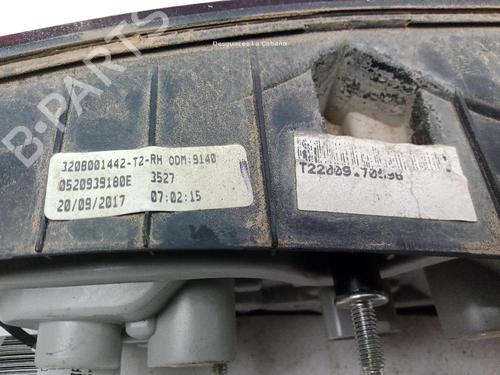 Desguaces La Cabaña
B-PARTS
3208001442-T2-RH ODM:9140
0520939180E 3527
20/09/2017 07:02:15